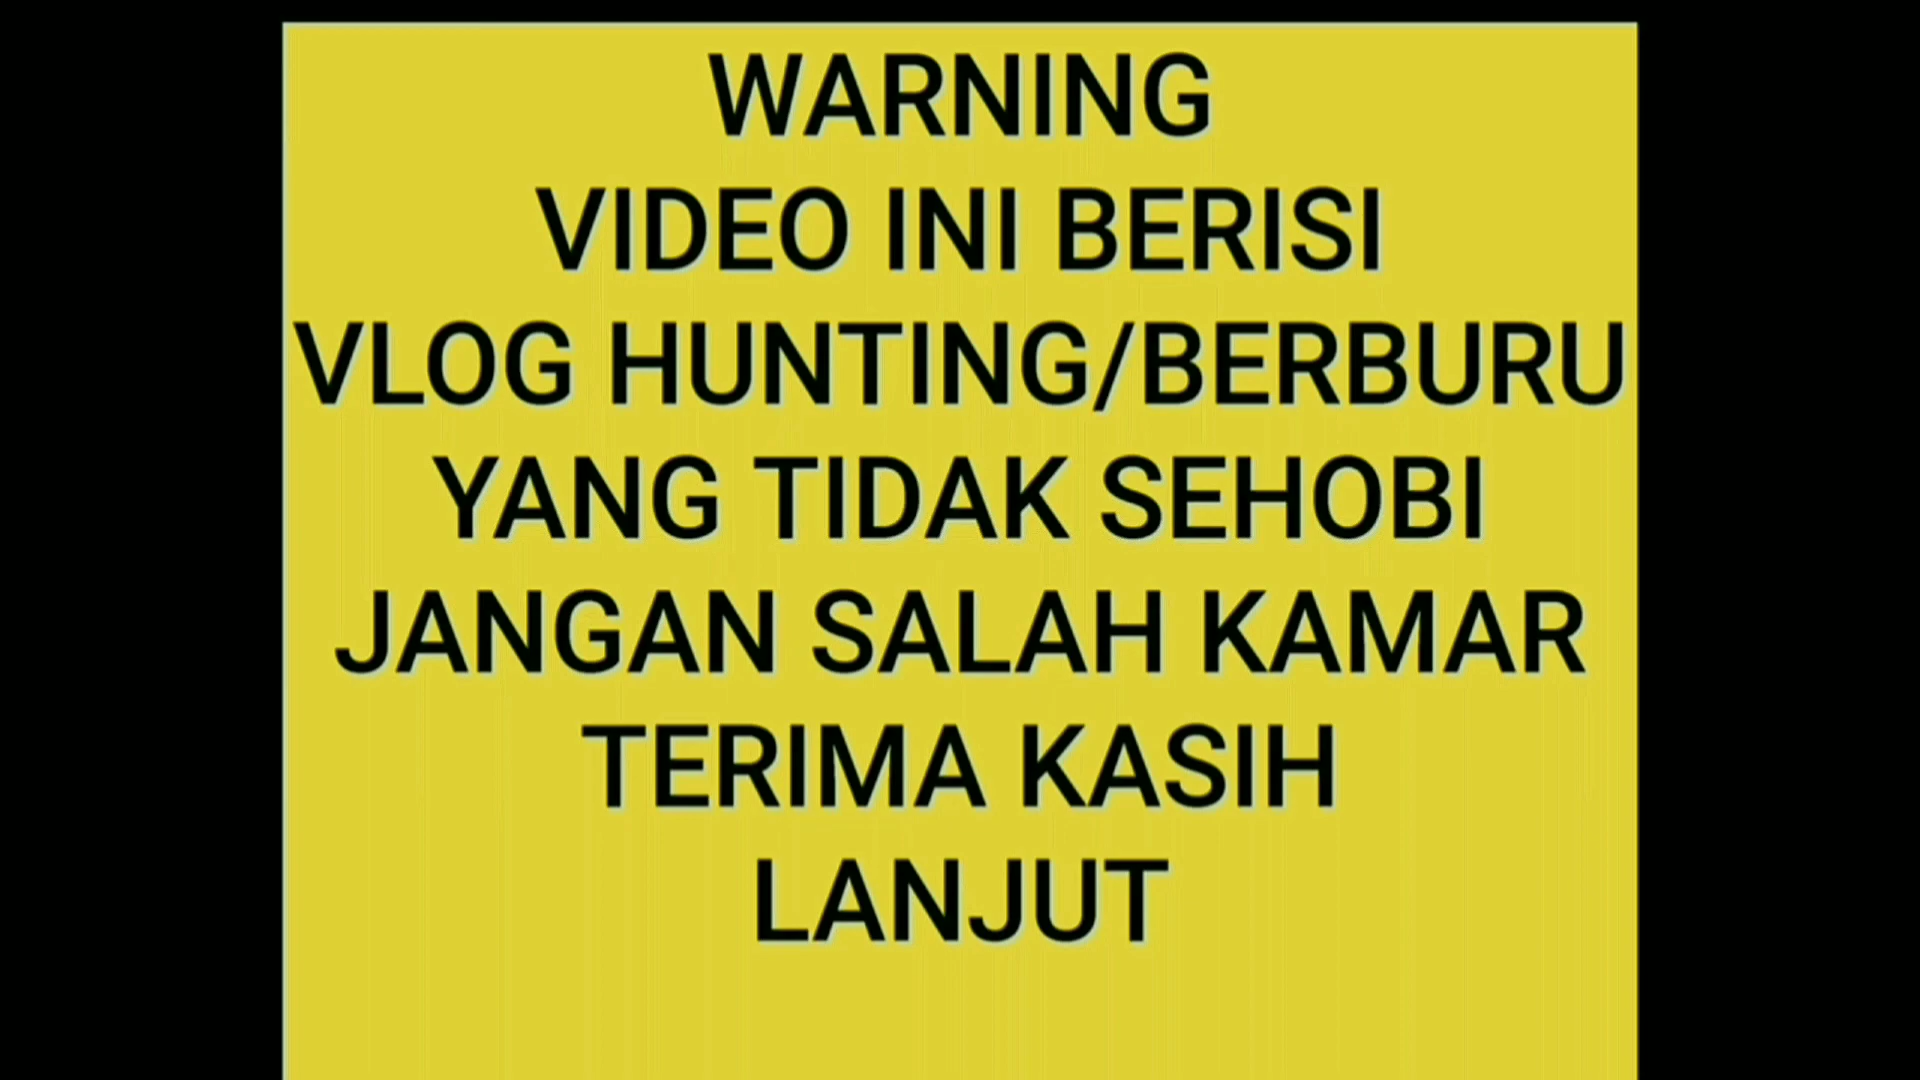 WARNING
VIDEO INI BERISI
VLOG HUNTING/BERBURU
YANG TIDAK SEHOBI
JANGAN SALAH KAMAR
TERIMA KASIH
LANJUT